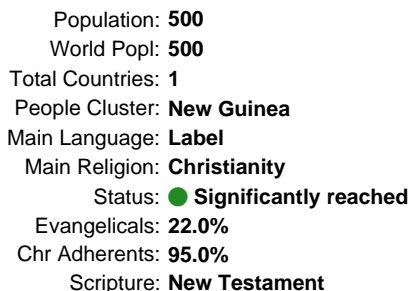 Population: 500
World Popl: 500
Total Countries: 1
People Cluster: New Guinea
Main Language: Label
Main Religion: Christianity
Status: Significantly reached
Evangelicals: 22.0%
Chr Adherents: 95.0%
Scripture: New Testament